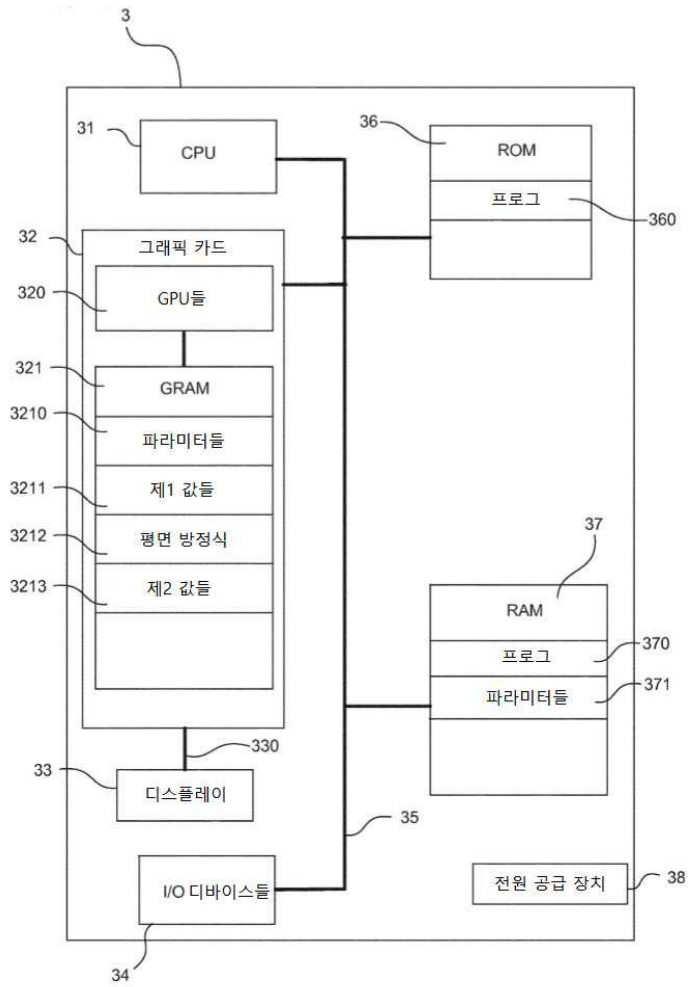 3
31
CPU
36
ROM
프로그
360
32
그래픽 카드
320
GPU들
321
GRAM
3210
파라미터들
3211
제1 값들
3212
평면 방정식
3213
제2 값들
37
RAM
프로그
370
파라미터들
371
330
33
디스플레이
35
I/O 디바이스들
34
전원 공급 장치
38